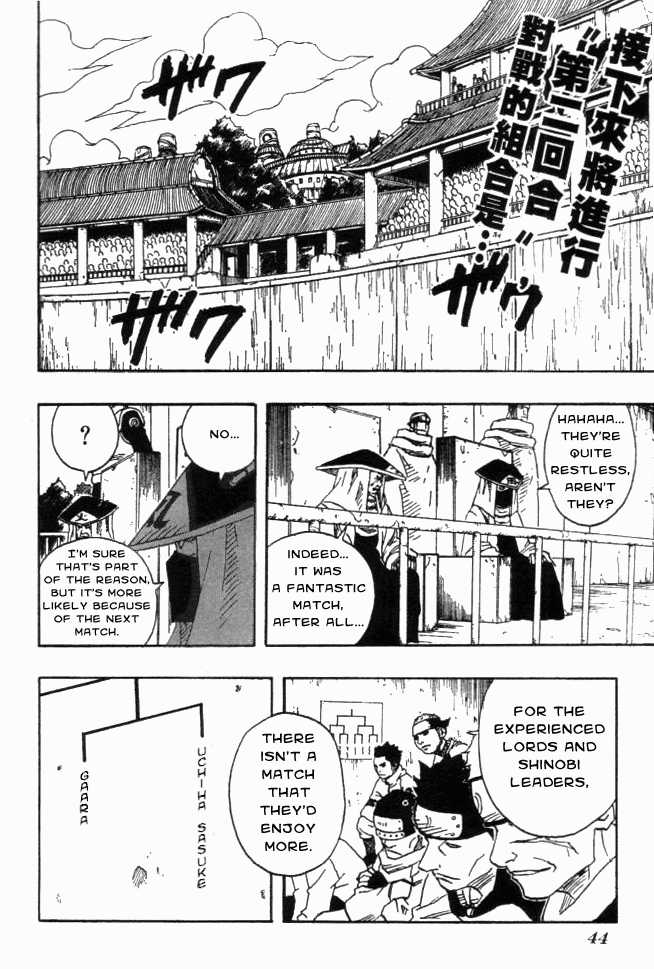 接下來將進行
"第二回合"
對戰的組合是…
ザワ
ザワ
ザワ
HAHAHA...
THEY'RE
QUITE
RESTLESS,
AREN'T
THEY?
INDEED...
IT WAS
A FANTASTIC
MATCH,
AFTER ALL...
NO...
?
I'M SURE
THAT'S PART
OF THE REASON,
BUT IT'S MORE
LIKELY BECAUSE
OF THE NEXT
MATCH.
FOR THE
EXPERIENCED
LORDS AND
SHINOBI
LEADERS,
THERE
ISN'T A
MATCH
THAT
THEY'D
ENJOY
MORE.
UCHIHA SASUKE
GAARA
44